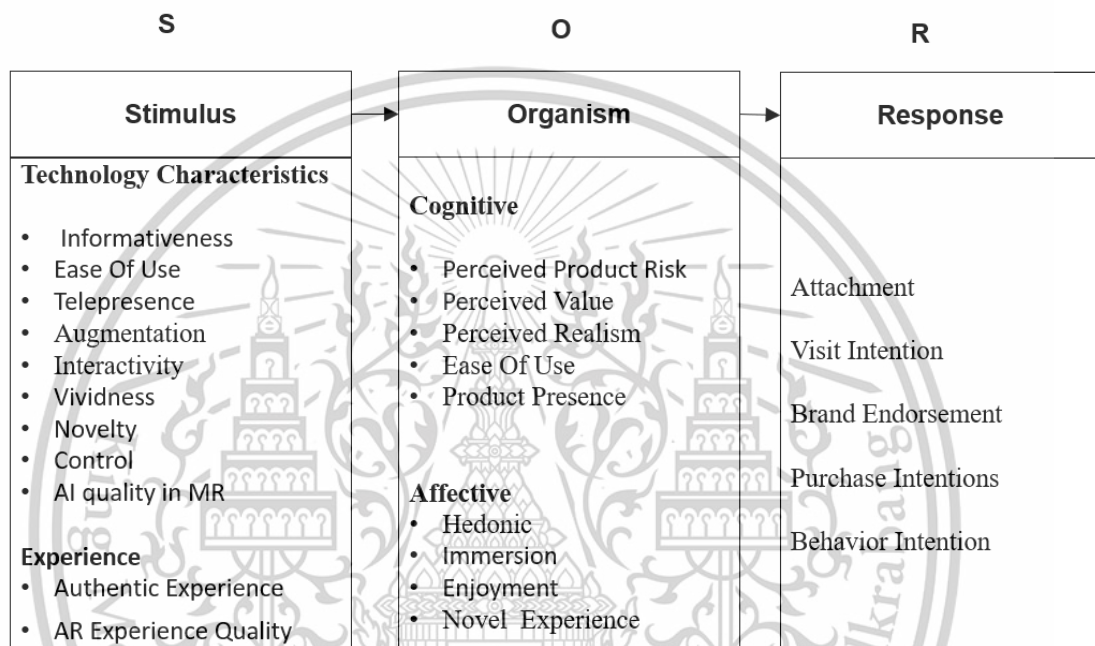 S
O
R
Stimulus
Organism
Response
Technology Characteristics
• Informativeness
• Ease Of Use
• Telepresence
• Augmentation
• Interactivity
• Vividness
• Novelty
• Control
• AI quality in MR
Experience
• Authentic Experience
• AR Experience Quality
Cognitive
• Perceived Product Risk
• Perceived Value
• Perceived Realism
• Ease Of Use
• Product Presence
Affective
• Hedonic
• Immersion
• Enjoyment
• Novel Experience
Attachment
Visit Intention
Brand Endorsement
Purchase Intentions
Behavior Intention